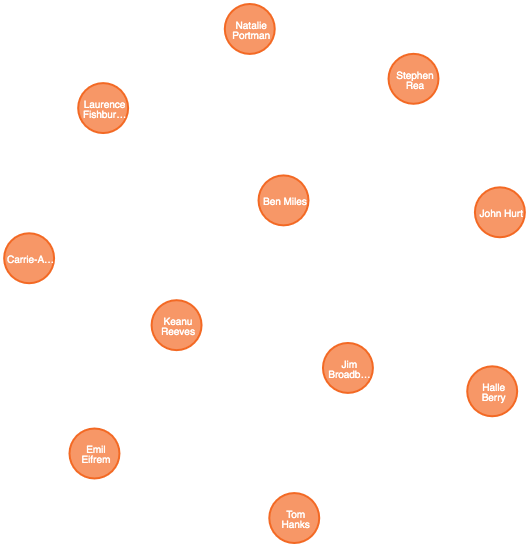 Natalie
Portman
Stephen
Rea
Laurence
Fishbur...
Ben Miles
John Hurt
Carrie-A...
Keanu
Reeves
Jim
Broadb...
Halle
Berry
Emil
Eifrem
Tom
Hanks